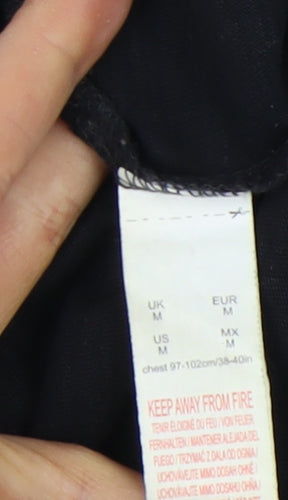 UK EUR
M M
US MX
M M
chest 97-102cm/38-40in
KEEP AWAY FROM FIRE
TENIR ÉLOIGNÉ DU FEU / VON FEUER
FERNHALTEN / MANTENER ALEJADA DEL
FUEGO / TRZYMAĆ Z DALA OD OGNIA /
UCHOVÁVEJTE MIMO DOSAH OHNĚ /
UCHOVÁVAJTE MIMO DOSAHU OHŇA /